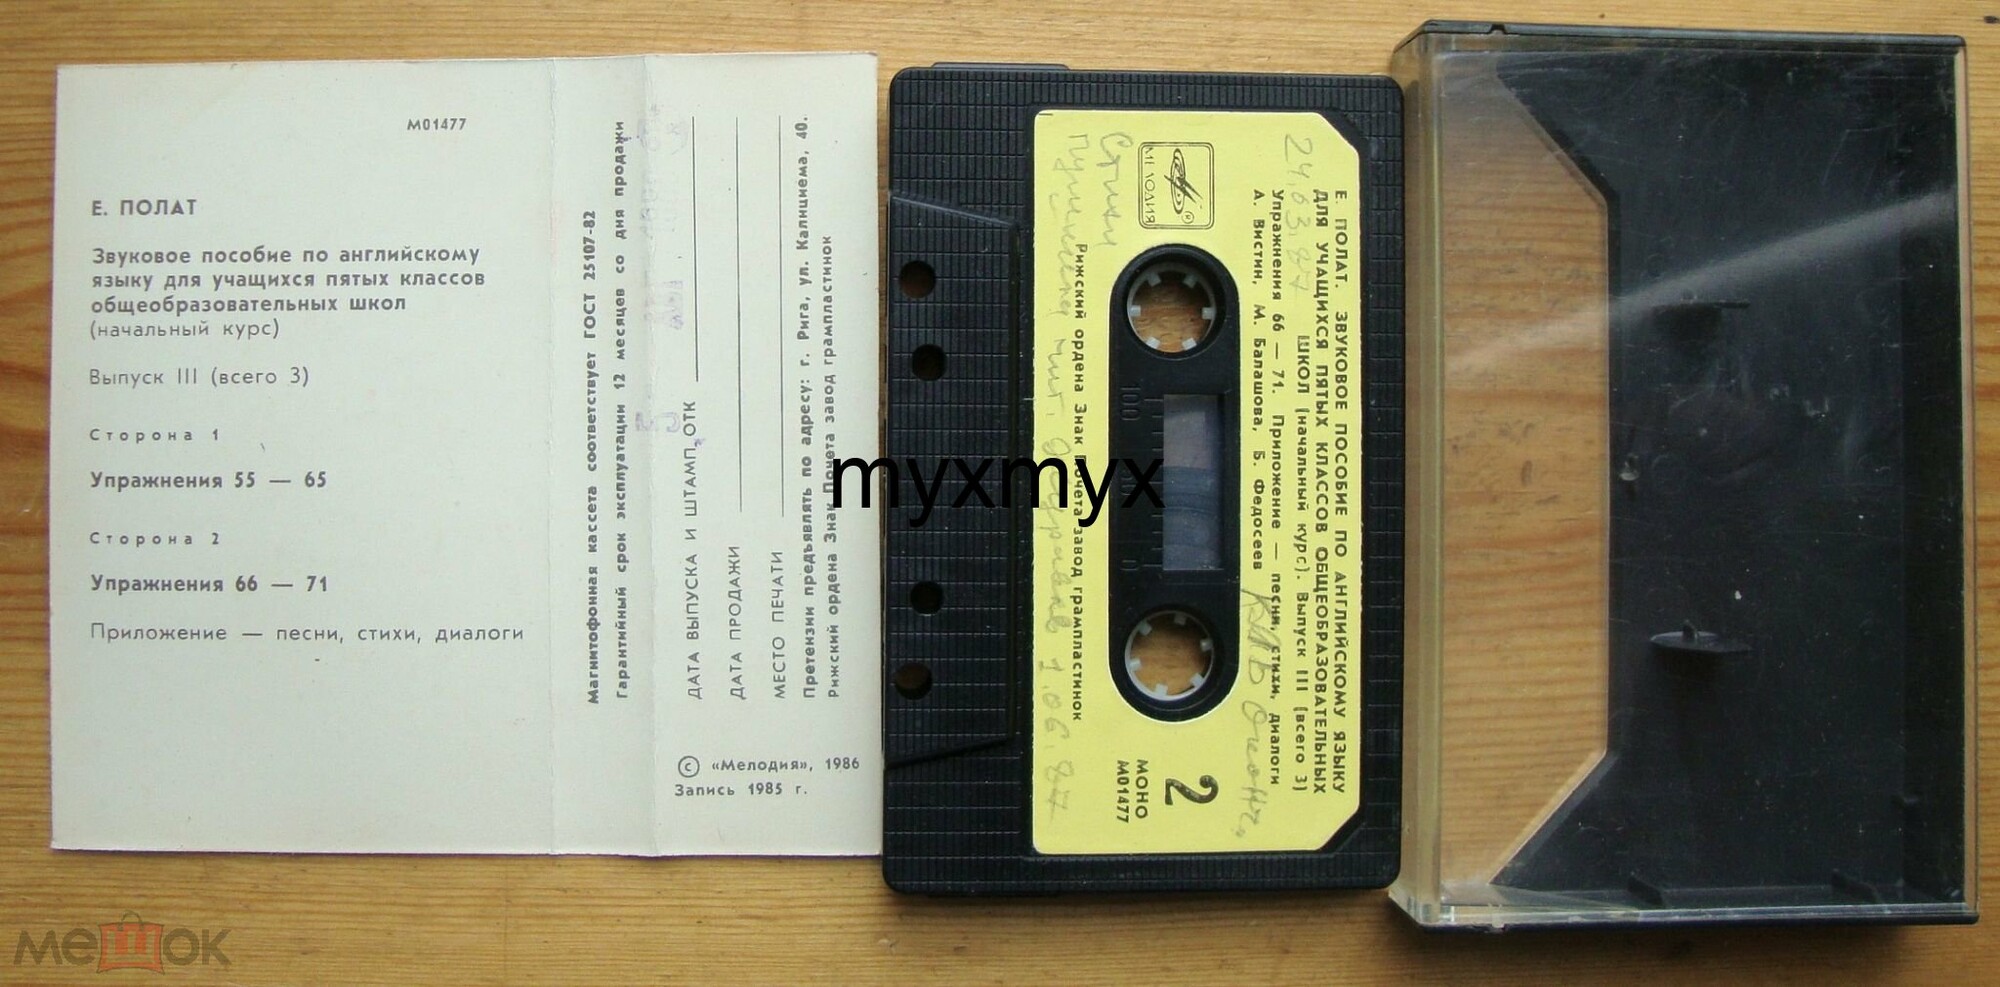 М01477
Е. ПОЛАТ
Звуковое пособие по английскому
языку для учащихся пятых классов
общеобразовательных школ
(начальный курс)
Выпуск III (всего 3)
Сторона 1
Упражнения 55 — 65
Сторона 2
Упражнения 66 — 71
Приложение — песни, стихи, диалоги
Магнитофонная кассета соответствует ГОСТ 25107-82
Гарантийный срок эксплуатации 12 месяцев со дня продажи
ДАТА ВЫПУСКА И ШТАМП ОТК
ДАТА ПРОДАЖИ
МЕСТО ПЕЧАТИ
Претензии предъявлять по адресу: г. Рига, ул. Калнциема, 40.
Рижский ордена Знак Почета завод грампластинок
© «Мелодия», 1986
Запись 1985 г.
24.03.87
Е. ПОЛАТ. ЗВУКОВОЕ ПОСОБИЕ ПО АНГЛИЙСКОМУ ЯЗЫКУ
ДЛЯ УЧАЩИХСЯ ПЯТЫХ КЛАССОВ ОБЩЕОБРАЗОВАТЕЛЬНЫХ
ШКОЛ (начальный курс). Выпуск III (всего 3)
Упражнения 66 — 71. Приложение — песни, стихи, диалоги
А. Вистин, М. Балашова, Б. Федосеев
МЕЛОДИЯ
100
0
2
МОНО
М01477
Рижский ордена Знак Почета завод грампластинок
Стихи
1.06.87
myxmyx
мешок